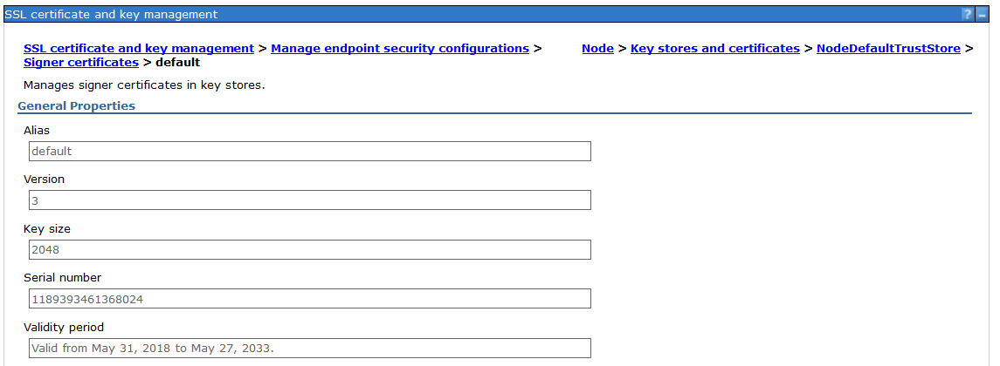 SSL certificate and key management ? –
SSL certificate and key management > Manage endpoint security configurations > Node > Key stores and certificates > NodeDefaultTrustStore >
Signer certificates > default
Manages signer certificates in key stores.
General Properties
Alias
default
Version
3
Key size
2048
Serial number
1189393461368024
Validity period
Valid from May 31, 2018 to May 27, 2033.